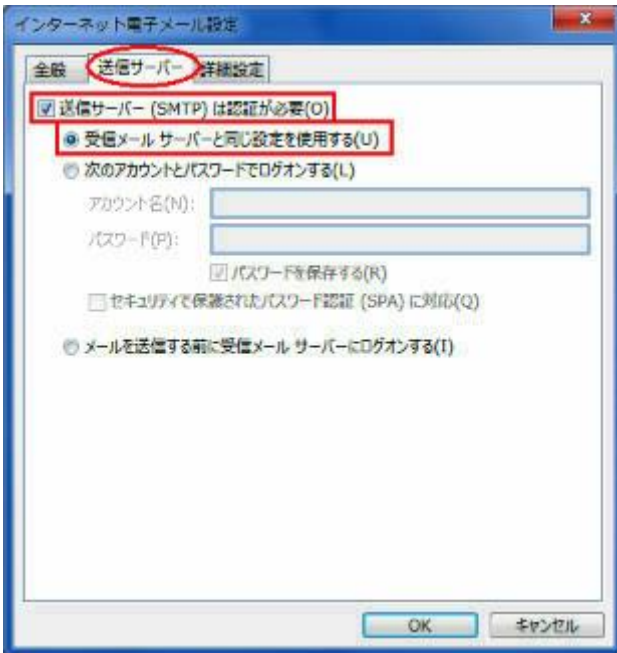 インターネット電子メール設定
全般 送信サーバー 詳細設定
送信サーバー (SMTP) は認証が必要(O)
受信メール サーバーと同じ設定を使用する(U)
次のアカウントとパスワードでログオンする(L)
アカウント名(N):
パスワード(P):
パスワードを保存する(R)
セキュリティで保護されたパスワード認証 (SPA) に対応(Q)
メールを送信する前に受信メール サーバーにログオンする(I)
OK キャンセル